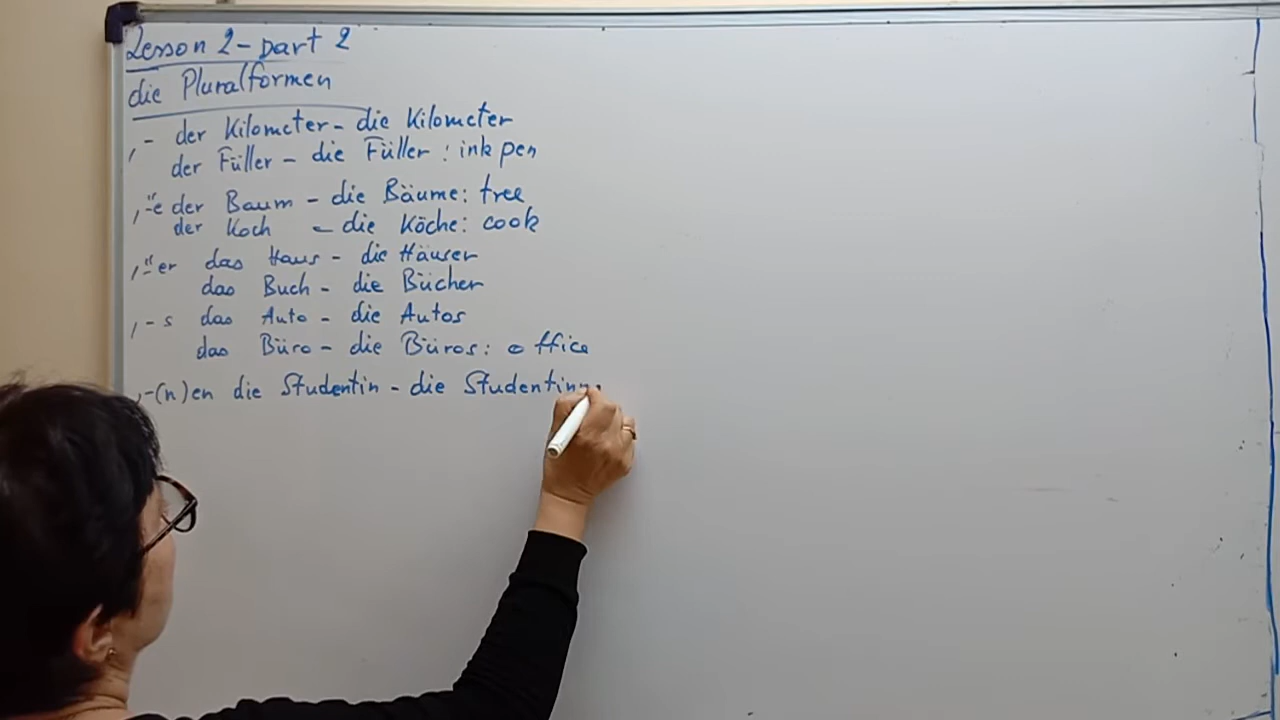 Lesson 2 - part 2
die Pluralformen
, - der Kilometer - die Kilometer
der Füller - die Füller : ink pen
, ¨e der Baum - die Bäume: tree
der Koch - die Köche: cook
, ¨er das Haus - die Häuser
das Buch - die Bücher
, -s das Auto - die Autos
das Büro - die Büros: office
, -(n)en die Studentin - die Studentinn